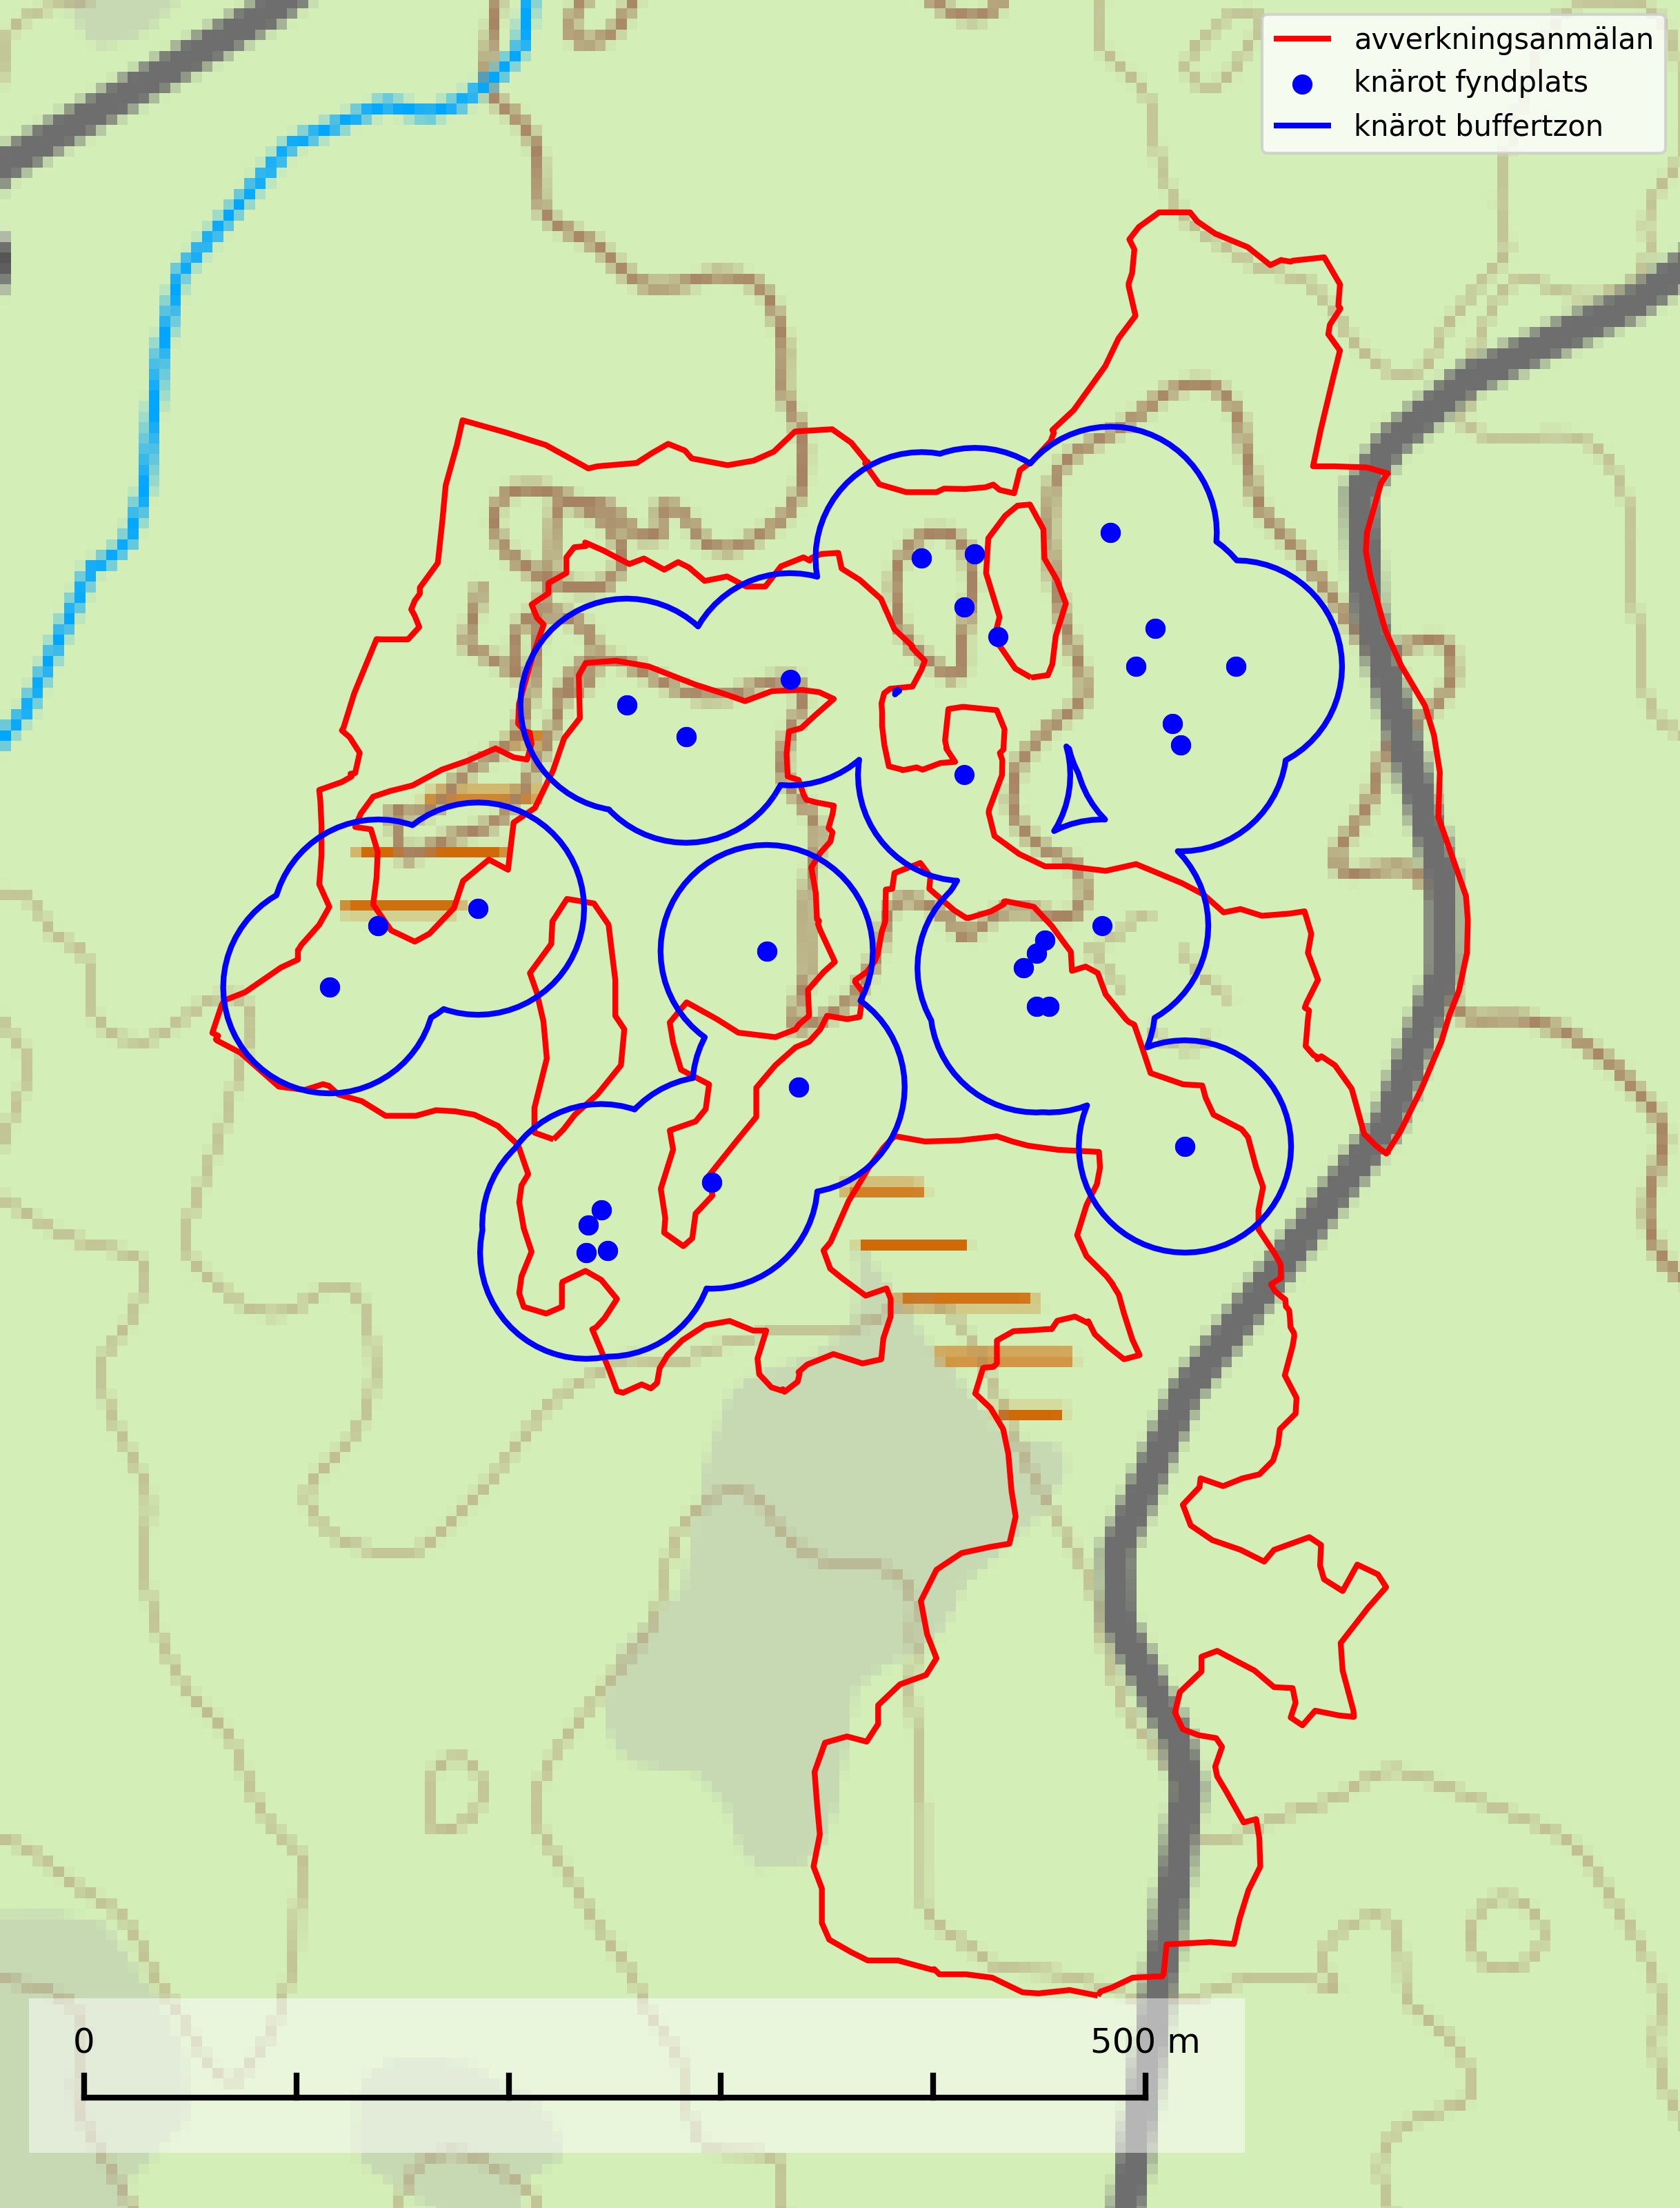 avverkningsanmälan
knärot fyndplats
knärot buffertzon
0 500 m